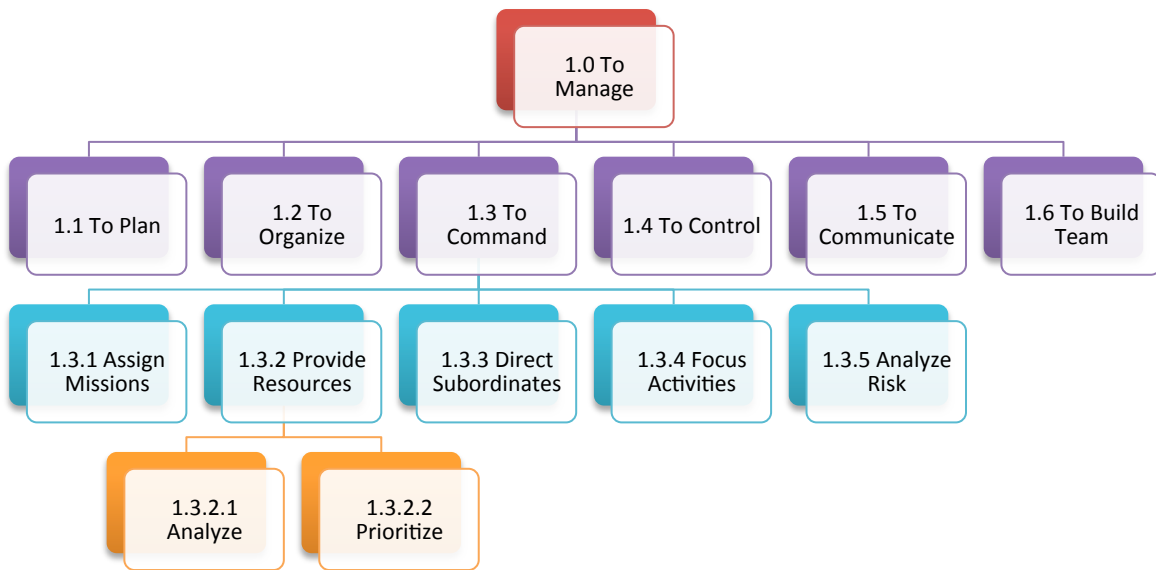 1.0 To
Manage
1.1 To Plan
1.2 To
Organize
1.3 To
Command
1.4 To Control
1.5 To
Communicate
1.6 To Build
Team
1.3.1 Assign
Missions
1.3.2 Provide
Resources
1.3.3 Direct
Subordinates
1.3.4 Focus
Activities
1.3.5 Analyze
Risk
1.3.2.1
Analyze
1.3.2.2
Prioritize